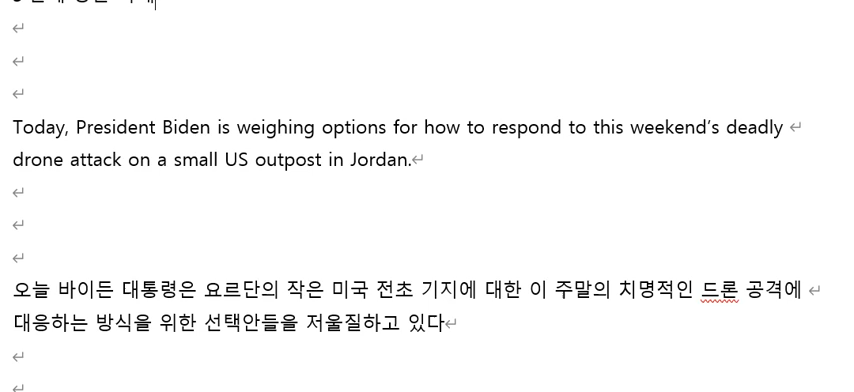 Today, President Biden is weighing options for how to respond to this weekend’s deadly
drone attack on a small US outpost in Jordan.
오늘 바이든 대통령은 요르단의 작은 미국 전초 기지에 대한 이 주말의 치명적인 드론 공격에
대응하는 방식을 위한 선택안들을 저울질하고 있다